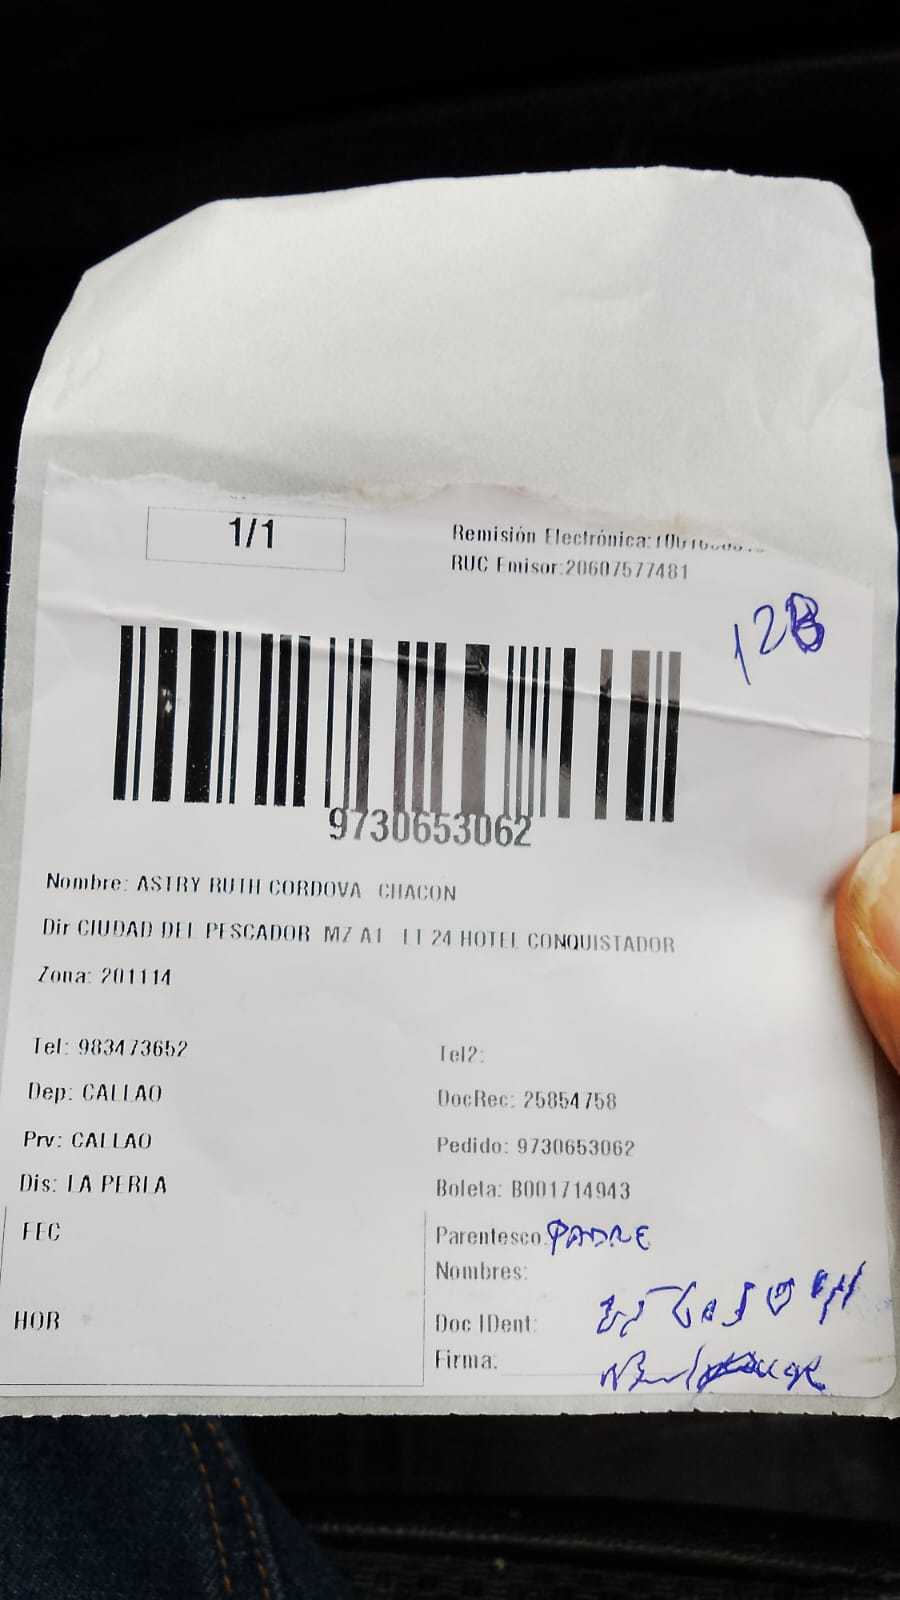 1/1
Remisión Electrónica:
RUC Emisor:20607577481
12B
9730653062
Nombre: ASTRY RUTH CORDOVA CHACON
Dir CIUDAD DEL PESCADOR MZ A1 LT 24 HOTEL CONQUISTADOR
Zona: 201114
Tel: 983473652
Tel2:
Dep: CALLAO
DocRec: 25854758
Prv: CALLAO
Pedido: 9730653062
Dis: LA PERLA
Boleta: B001714943
FEC
Parentesco: PADRE
Nombres:
HOR
Doc IDent:
Firma: